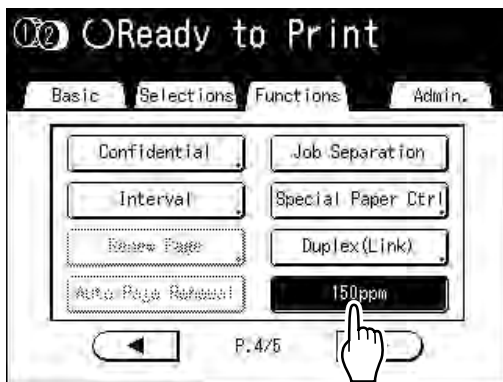 ①② Ready to Print
Basic Selections Functions Admin.
Confidential Job Separation
Interval Special Paper Ctrl
Renew Page Duplex(Link)
Auto Page Renewal 150ppm
P.4/5